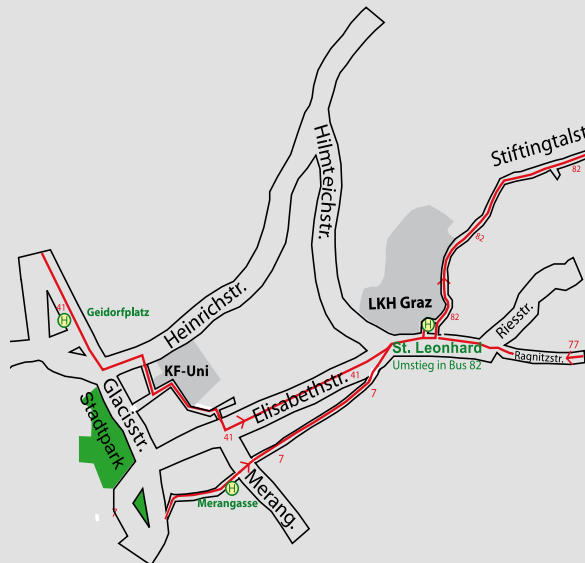 Hilmteichstr.
Stiftingtalst
82
82
LKH Graz
41
H
Geidorfplatz
Heinrichstr.
82
H
Riesstr.
St. Leonhard
Umstieg in Bus 82
77
Ragnitzstr.
KF-Uni
41
7
Glacisstr.
Elisabethstr.
Stadtpark
41
7
H
Merangasse
Merang.
7